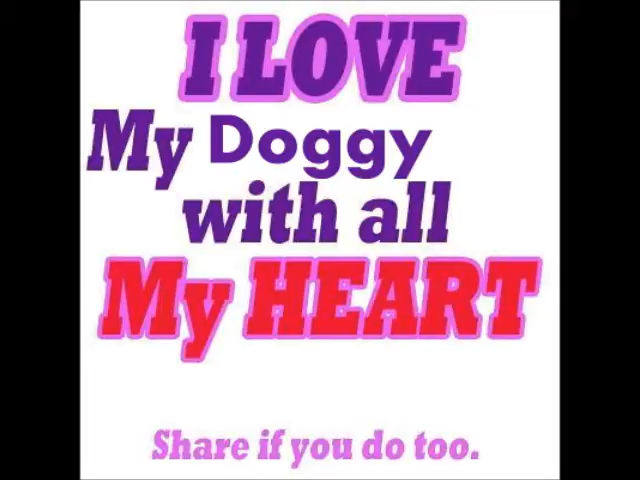 I LOVE
My Doggy
with all
My HEART
Share if you do too.